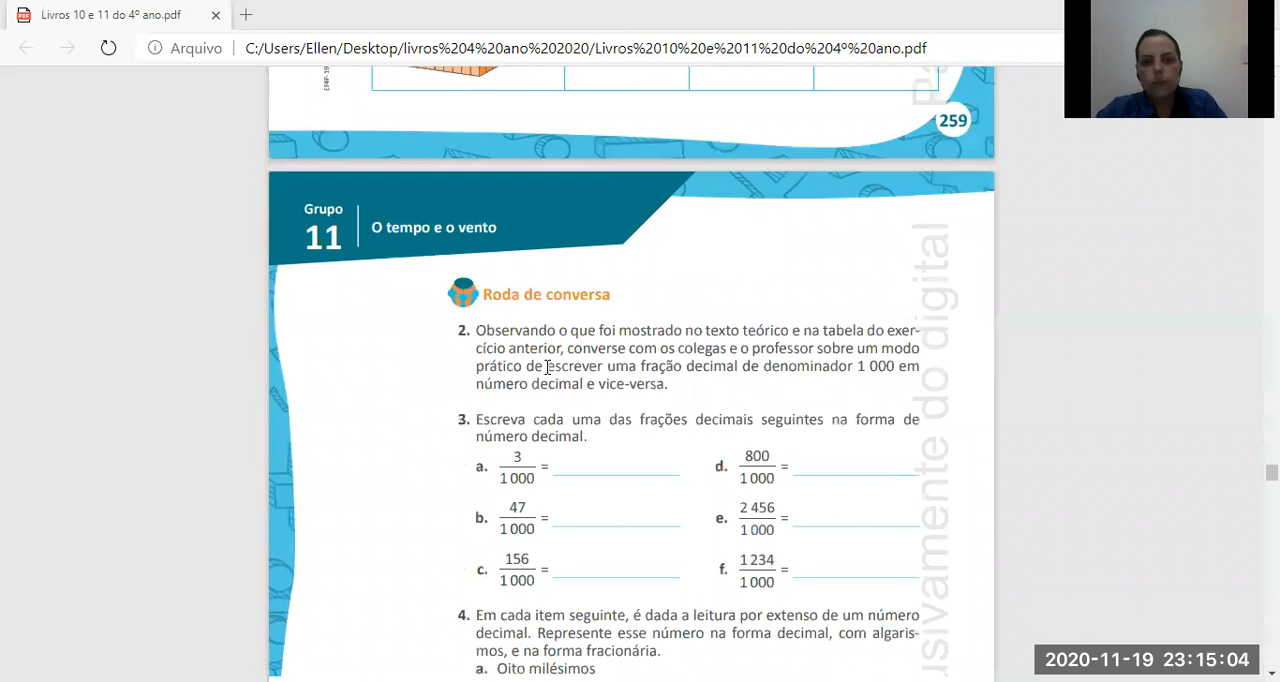 Livros 10 e 11 do 4º ano.pdf
Arquivo
C:/Users/Ellen/Desktop/livros%204%20ano%202020/Livros%2010%20e%2011%20do%204º%20ano.pdf
259
Grupo
11
O tempo e o vento
Roda de conversa
2. Observando o que foi mostrado no texto teórico e na tabela do exer-
cício anterior, converse com os colegas e o professor sobre um modo
prático de escrever uma fração decimal de denominador 1 000 em
número decimal e vice-versa.
3. Escreva cada uma das frações decimais seguintes na forma de
número decimal.
a. 3/1 000 =
b. 47/1 000 =
c. 156/1 000 =
d. 800/1 000 =
e. 2 456/1 000 =
f. 1 234/1 000 =
4. Em cada item seguinte, é dada a leitura por extenso de um número
decimal. Represente esse número na forma decimal, com algaris-
mos, e na forma fracionária.
a. Oito milésimos
usivamente do digital
2020-11-19 23:15:04